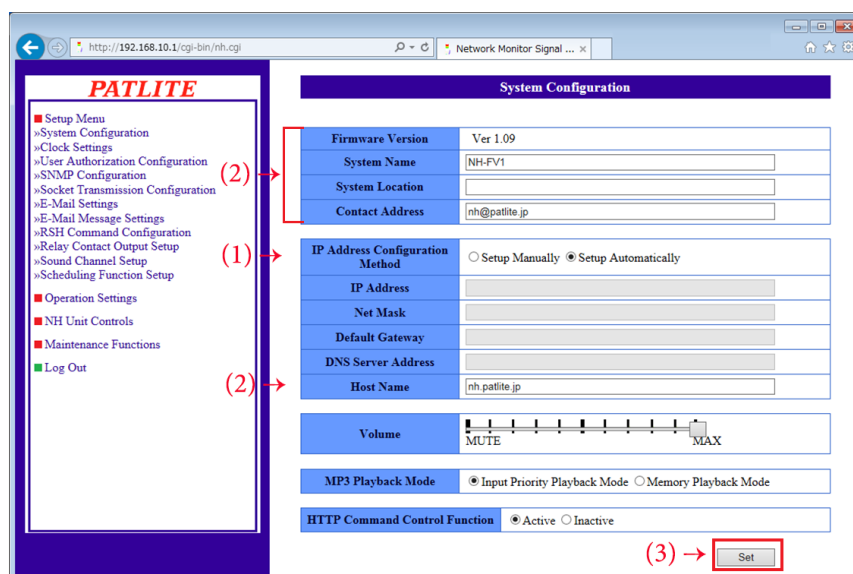 http://192.168.10.1/cgi-bin/nh.cgi
Network Monitor Signal ...
PATLITE
Setup Menu
»System Configuration
»Clock Settings
»User Authorization Configuration
»SNMP Configuration
»Socket Transmission Configuration
»E-Mail Settings
»E-Mail Message Settings
»RSH Command Configuration
»Relay Contact Output Setup
»Sound Channel Setup
»Scheduling Function Setup
Operation Settings
NH Unit Controls
Maintenance Functions
Log Out
System Configuration
(2)
Firmware Version Ver 1.09
System Name NH-FV1
System Location
Contact Address nh@patlite.jp
(1)
IP Address Configuration
Method
Setup Manually Setup Automatically
IP Address
Net Mask
Default Gateway
DNS Server Address
(2)
Host Name nh.patlite.jp
Volume
MUTE MAX
MP3 Playback Mode Input Priority Playback Mode Memory Playback Mode
HTTP Command Control Function Active Inactive
(3)
Set